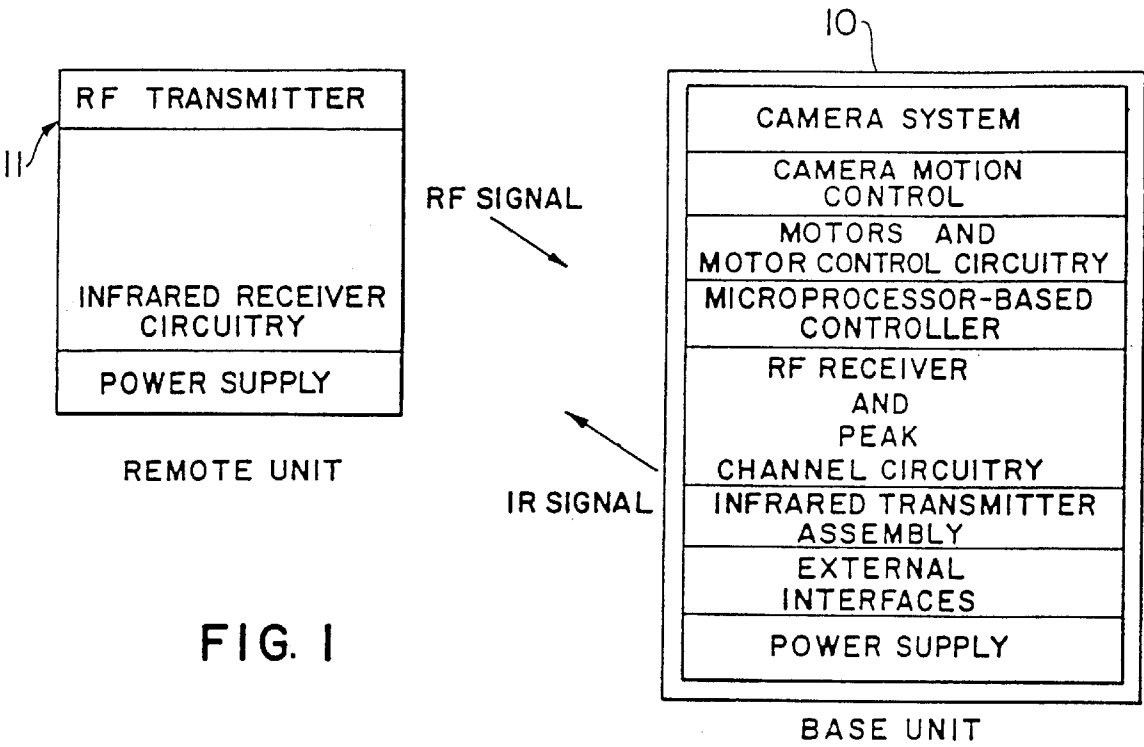 10
RF TRANSMITTER
11
INFRARED RECEIVER
CIRCUITRY
POWER SUPPLY
REMOTE UNIT
RF SIGNAL
IR SIGNAL
CAMERA SYSTEM
CAMERA MOTION
CONTROL
MOTORS AND
MOTOR CONTROL CIRCUITRY
MICROPROCESSOR-BASED
CONTROLLER
RF RECEIVER
AND
PEAK
CHANNEL CIRCUITRY
INFRARED TRANSMITTER
ASSEMBLY
EXTERNAL
INTERFACES
POWER SUPPLY
BASE UNIT
FIG. 1